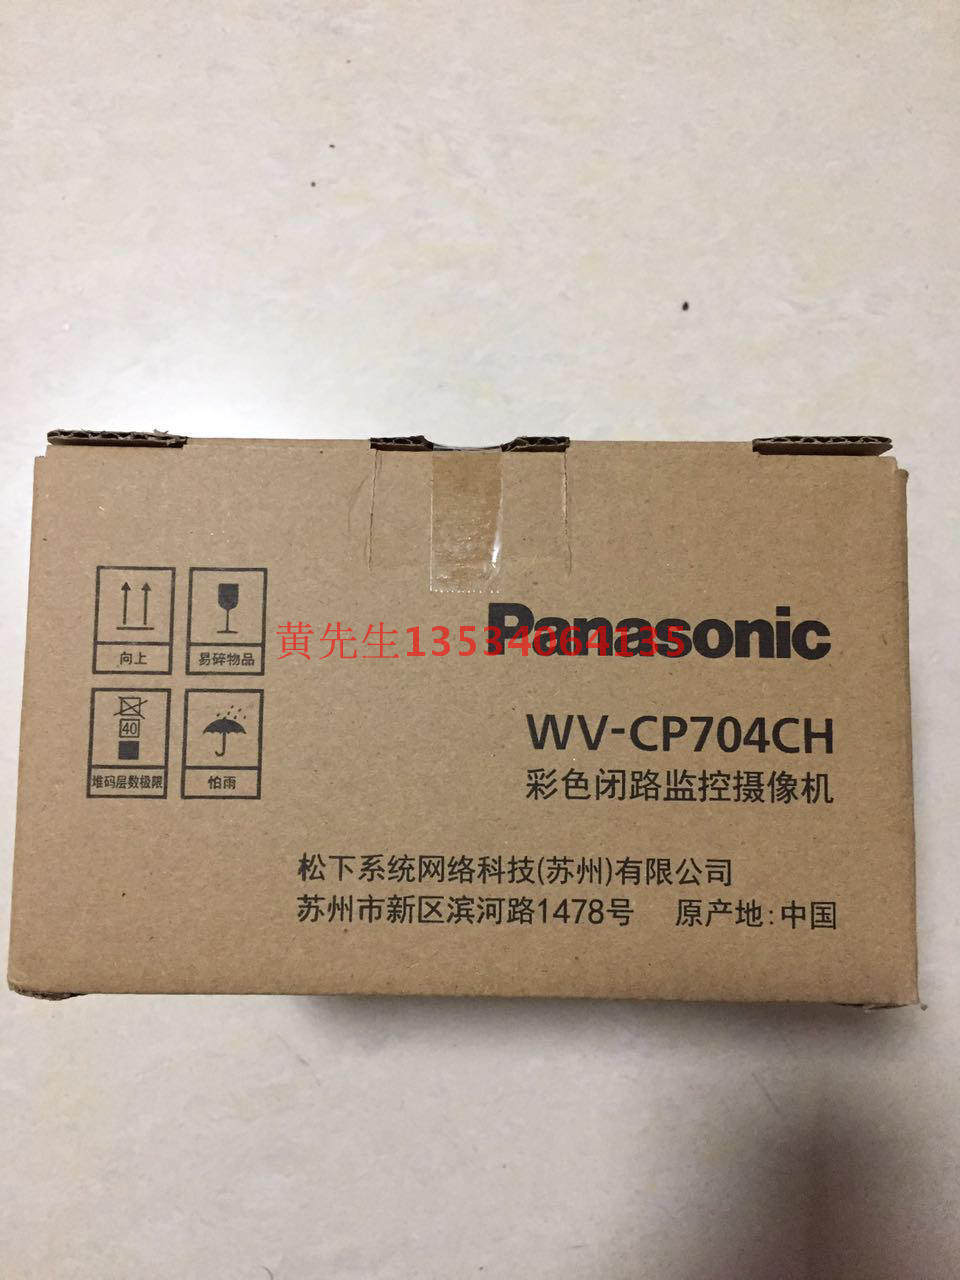 向上
易碎物品
40
堆码层数极限
怕雨
黄先生13534064135
Panasonic
WV-CP704CH
彩色闭路监控摄像机
松下系统网络科技(苏州)有限公司
苏州市新区滨河路1478号 原产地:中国